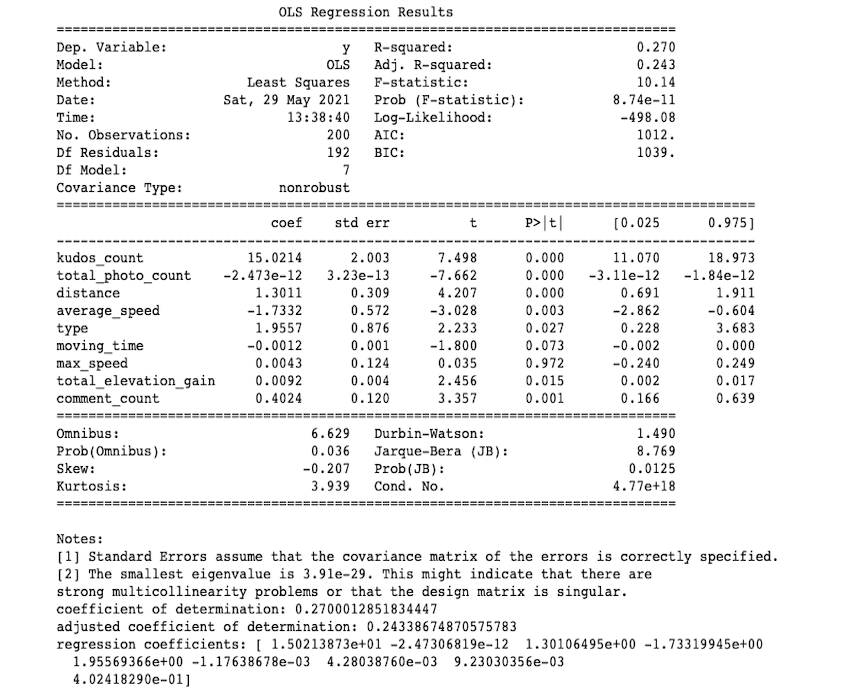 OLS Regression Results
==============================================================================
Dep. Variable: y R-squared: 0.270
Model: OLS Adj. R-squared: 0.243
Method: Least Squares F-statistic: 10.14
Date: Sat, 29 May 2021 Prob (F-statistic): 8.74e-11
Time: 13:38:40 Log-Likelihood: -498.08
No. Observations: 200 AIC: 1012.
Df Residuals: 192 BIC: 1039.
Df Model: 7
Covariance Type: nonrobust
========================================================================================
coef std err t P>|t| [0.025 0.975]
----------------------------------------------------------------------------------------
kudos_count 15.0214 2.003 7.498 0.000 11.070 18.973
total_photo_count -2.473e-12 3.23e-13 -7.662 0.000 -3.11e-12 -1.84e-12
distance 1.3011 0.309 4.207 0.000 0.691 1.911
average_speed -1.7332 0.572 -3.028 0.003 -2.862 -0.604
type 1.9557 0.876 2.233 0.027 0.228 3.683
moving_time -0.0012 0.001 -1.800 0.073 -0.002 0.000
max_speed 0.0043 0.124 0.035 0.972 -0.240 0.249
total_elevation_gain 0.0092 0.004 2.456 0.015 0.002 0.017
comment_count 0.4024 0.120 3.357 0.001 0.166 0.639
==============================================================================
Omnibus: 6.629 Durbin-Watson: 1.490
Prob(Omnibus): 0.036 Jarque-Bera (JB): 8.769
Skew: -0.207 Prob(JB): 0.0125
Kurtosis: 3.939 Cond. No. 4.77e+18
==============================================================================
Notes:
[1] Standard Errors assume that the covariance matrix of the errors is correctly specified.
[2] The smallest eigenvalue is 3.91e-29. This might indicate that there are
strong multicollinearity problems or that the design matrix is singular.
coefficient of determination: 0.2700012851834447
adjusted coefficient of determination: 0.24338674870575783
regression coefficients: [ 1.50213873e+01 -2.47306819e-12 1.30106495e+00 -1.73319945e+00
1.95569366e+00 -1.17638678e-03 4.28038760e-03 9.23030356e-03
4.02418290e-01]